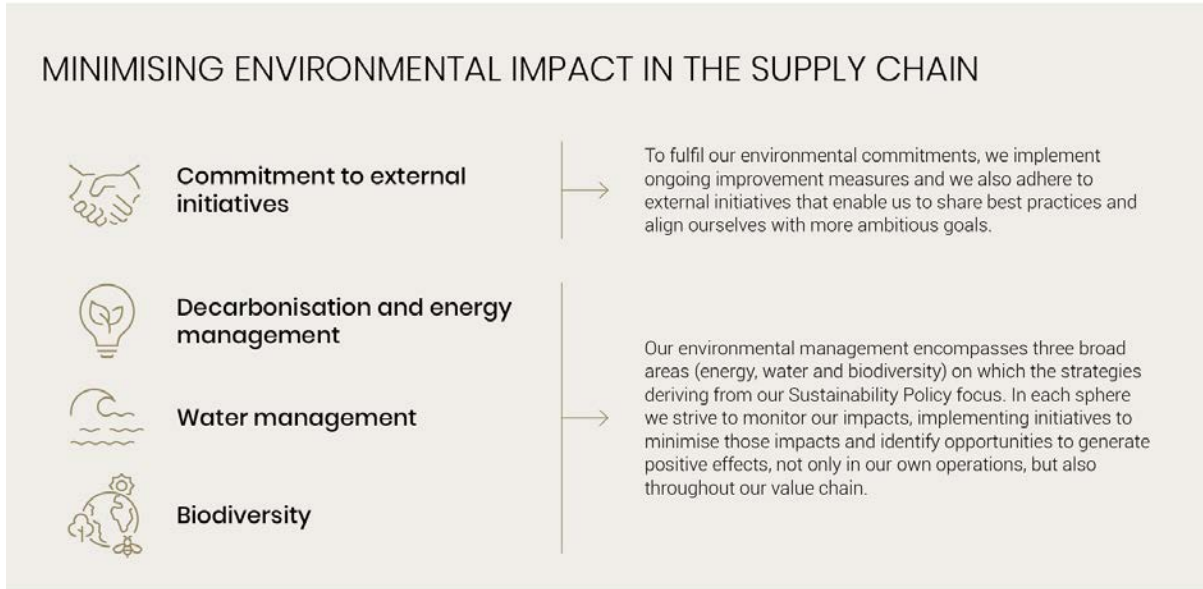 MINIMISING ENVIRONMENTAL IMPACT IN THE SUPPLY CHAIN
Commitment to external
initiatives
To fulfil our environmental commitments, we implement
ongoing improvement measures and we also adhere to
external initiatives that enable us to share best practices and
align ourselves with more ambitious goals.
Decarbonisation and energy
management
Water management
Biodiversity
Our environmental management encompasses three broad
areas (energy, water and biodiversity) on which the strategies
deriving from our Sustainability Policy focus. In each sphere
we strive to monitor our impacts, implementing initiatives to
minimise those impacts and identify opportunities to generate
positive effects, not only in our own operations, but also
throughout our value chain.